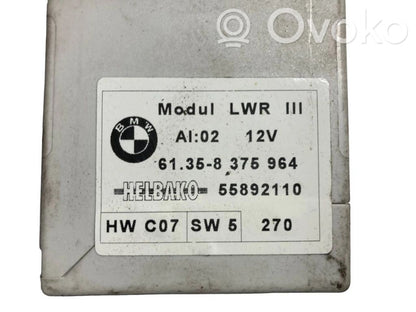 Ovoko
Modul LWR III
BMW
AI:02 12V
61.35-8 375 964
HELBAKO 55892110
HW C07 SW 5 270